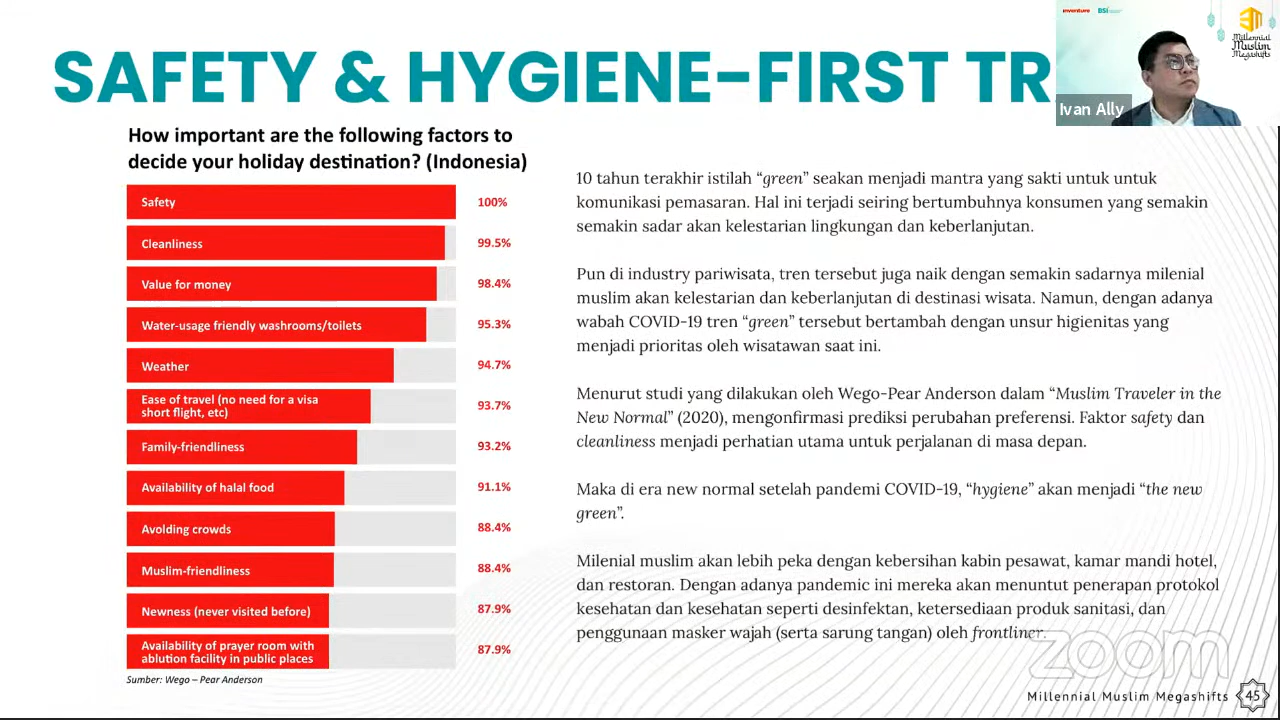 inventure BSI
Millennial
Muslim
Megashifts
SAFETY & HYGIENE-FIRST TR
Ivan Ally
How important are the following factors to
decide your holiday destination? (Indonesia)
Safety 100%
Cleanliness 99.5%
Value for money 98.4%
Water-usage friendly washrooms/toilets 95.3%
Weather 94.7%
Ease of travel (no need for a visa
short flight, etc) 93.7%
Family-friendliness 93.2%
Availability of halal food 91.1%
Avolding crowds 88.4%
Muslim-friendliness 88.4%
Newness (never visited before) 87.9%
Availability of prayer room with
ablution facility in public places 87.9%
Sumber: Wego – Pear Anderson
10 tahun terakhir istilah “green” seakan menjadi mantra yang sakti untuk untuk
komunikasi pemasaran. Hal ini terjadi seiring bertumbuhnya konsumen yang semakin
semakin sadar akan kelestarian lingkungan dan keberlanjutan.
Pun di industry pariwisata, tren tersebut juga naik dengan semakin sadarnya milenial
muslim akan kelestarian dan keberlanjutan di destinasi wisata. Namun, dengan adanya
wabah COVID-19 tren “green” tersebut bertambah dengan unsur higienitas yang
menjadi prioritas oleh wisatawan saat ini.
Menurut studi yang dilakukan oleh Wego-Pear Anderson dalam “Muslim Traveler in the
New Normal” (2020), mengonfirmasi prediksi perubahan preferensi. Faktor safety dan
cleanliness menjadi perhatian utama untuk perjalanan di masa depan.
Maka di era new normal setelah pandemi COVID-19, “hygiene” akan menjadi “the new
green”.
Milenial muslim akan lebih peka dengan kebersihan kabin pesawat, kamar mandi hotel,
dan restoran. Dengan adanya pandemic ini mereka akan menuntut penerapan protokol
kesehatan dan kesehatan seperti desinfektan, ketersediaan produk sanitasi, dan
penggunaan masker wajah (serta sarung tangan) oleh frontliner.
zoom
Millennial Muslim Megashifts 45